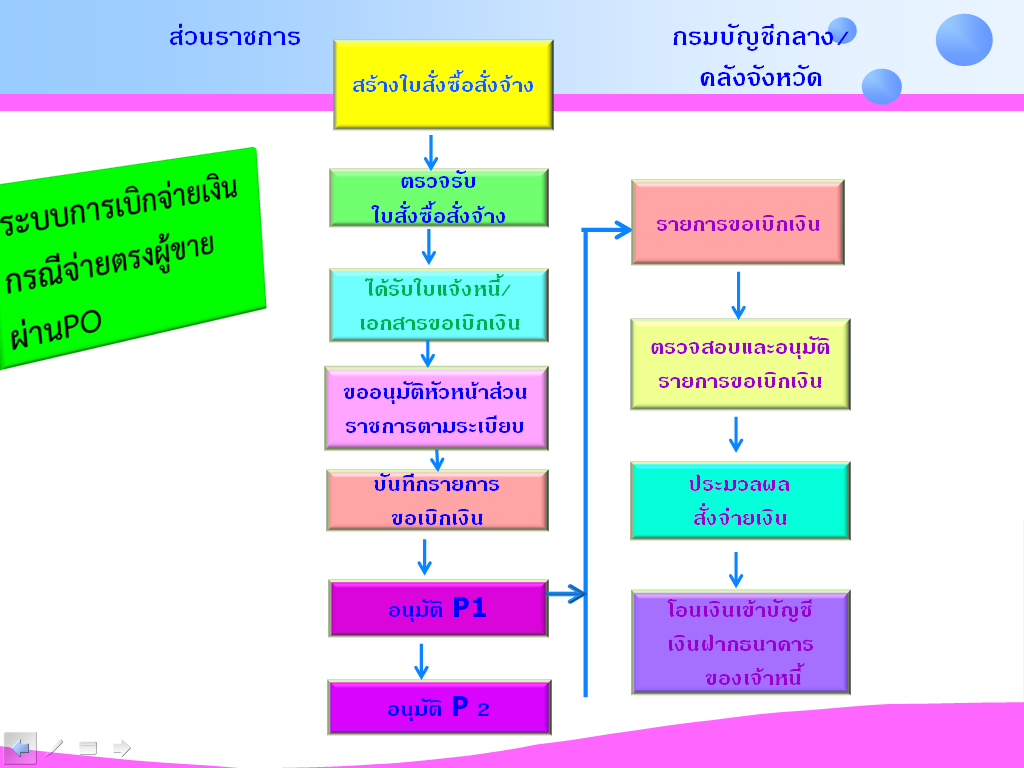 ส่วนราชการ
กรมบัญชีกลาง/
คลังจังหวัด
ระบบการเบิกจ่ายเงิน
กรณีจ่ายตรงผู้ขาย
ผ่านPO
สร้างใบสั่งซื้อสั่งจ้าง
ตรวจรับ
ใบสั่งซื้อสั่งจ้าง
ได้รับใบแจ้งหนี้/
เอกสารขอเบิกเงิน
ขออนุมัติหัวหน้าส่วน
ราชการตามระเบียบ
บันทึกรายการ
ขอเบิกเงิน
อนุมัติ P1
อนุมัติ P 2
รายการขอเบิกเงิน
ตรวจสอบและอนุมัติ
รายการขอเบิกเงิน
ประมวลผล
สั่งจ่ายเงิน
โอนเงินเข้าบัญชี
เงินฝากธนาคาร
ของเจ้าหนี้